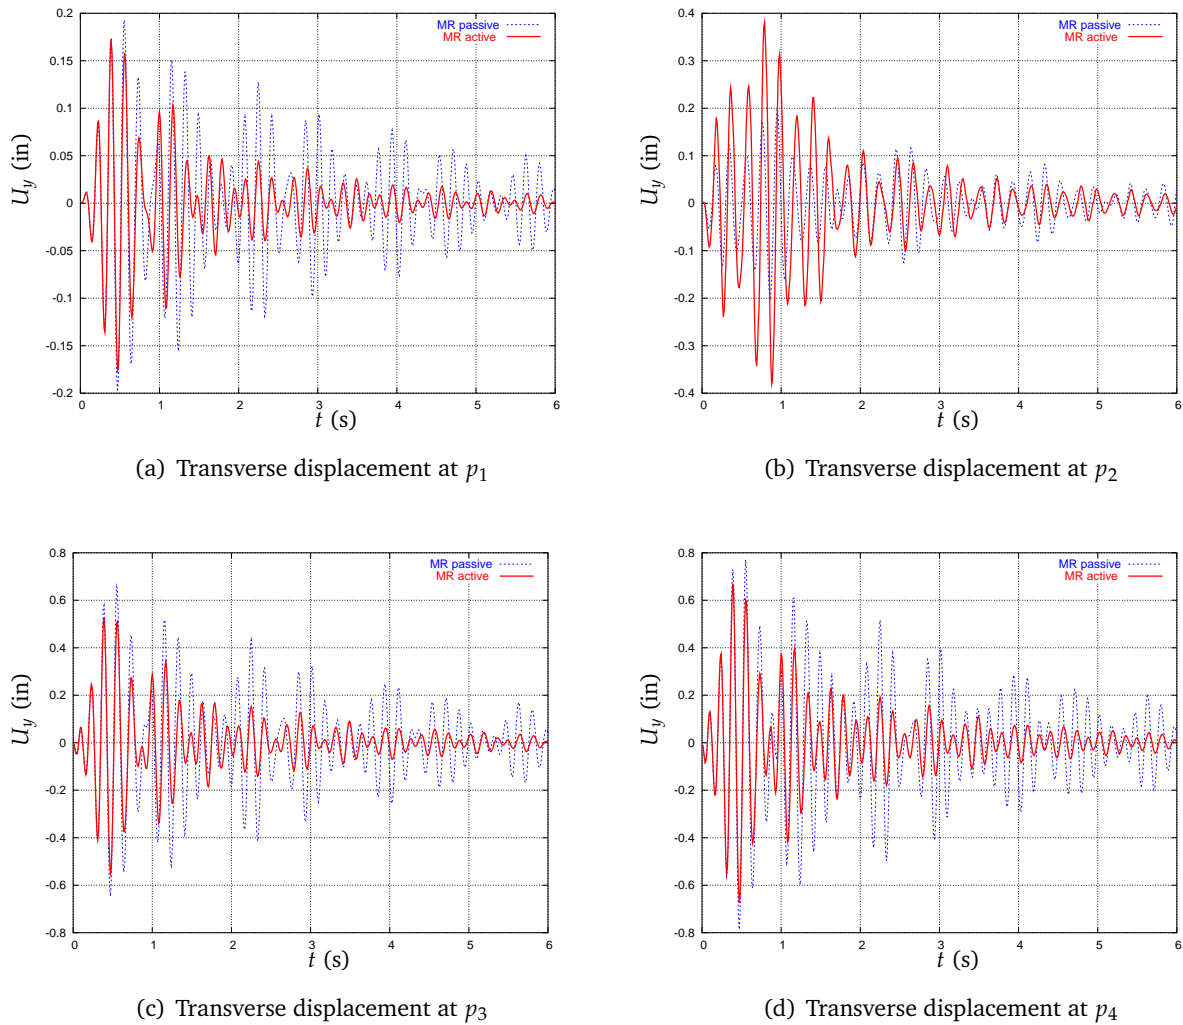 MR passive
MR active
0.2
0.15
0.1
0.05
0
-0.05
-0.1
-0.15
-0.2
0 1 2 3 4 5 6
U_y (in)
t (s)
(a) Transverse displacement at p_1
MR passive
MR active
0.4
0.3
0.2
0.1
0
-0.1
-0.2
-0.3
-0.4
0 1 2 3 4 5 6
U_y (in)
t (s)
(b) Transverse displacement at p_2
MR passive
MR active
0.8
0.6
0.4
0.2
0
-0.2
-0.4
-0.6
-0.8
0 1 2 3 4 5 6
U_y (in)
t (s)
(c) Transverse displacement at p_3
MR passive
MR active
0.8
0.6
0.4
0.2
0
-0.2
-0.4
-0.6
-0.8
0 1 2 3 4 5 6
U_y (in)
t (s)
(d) Transverse displacement at p_4